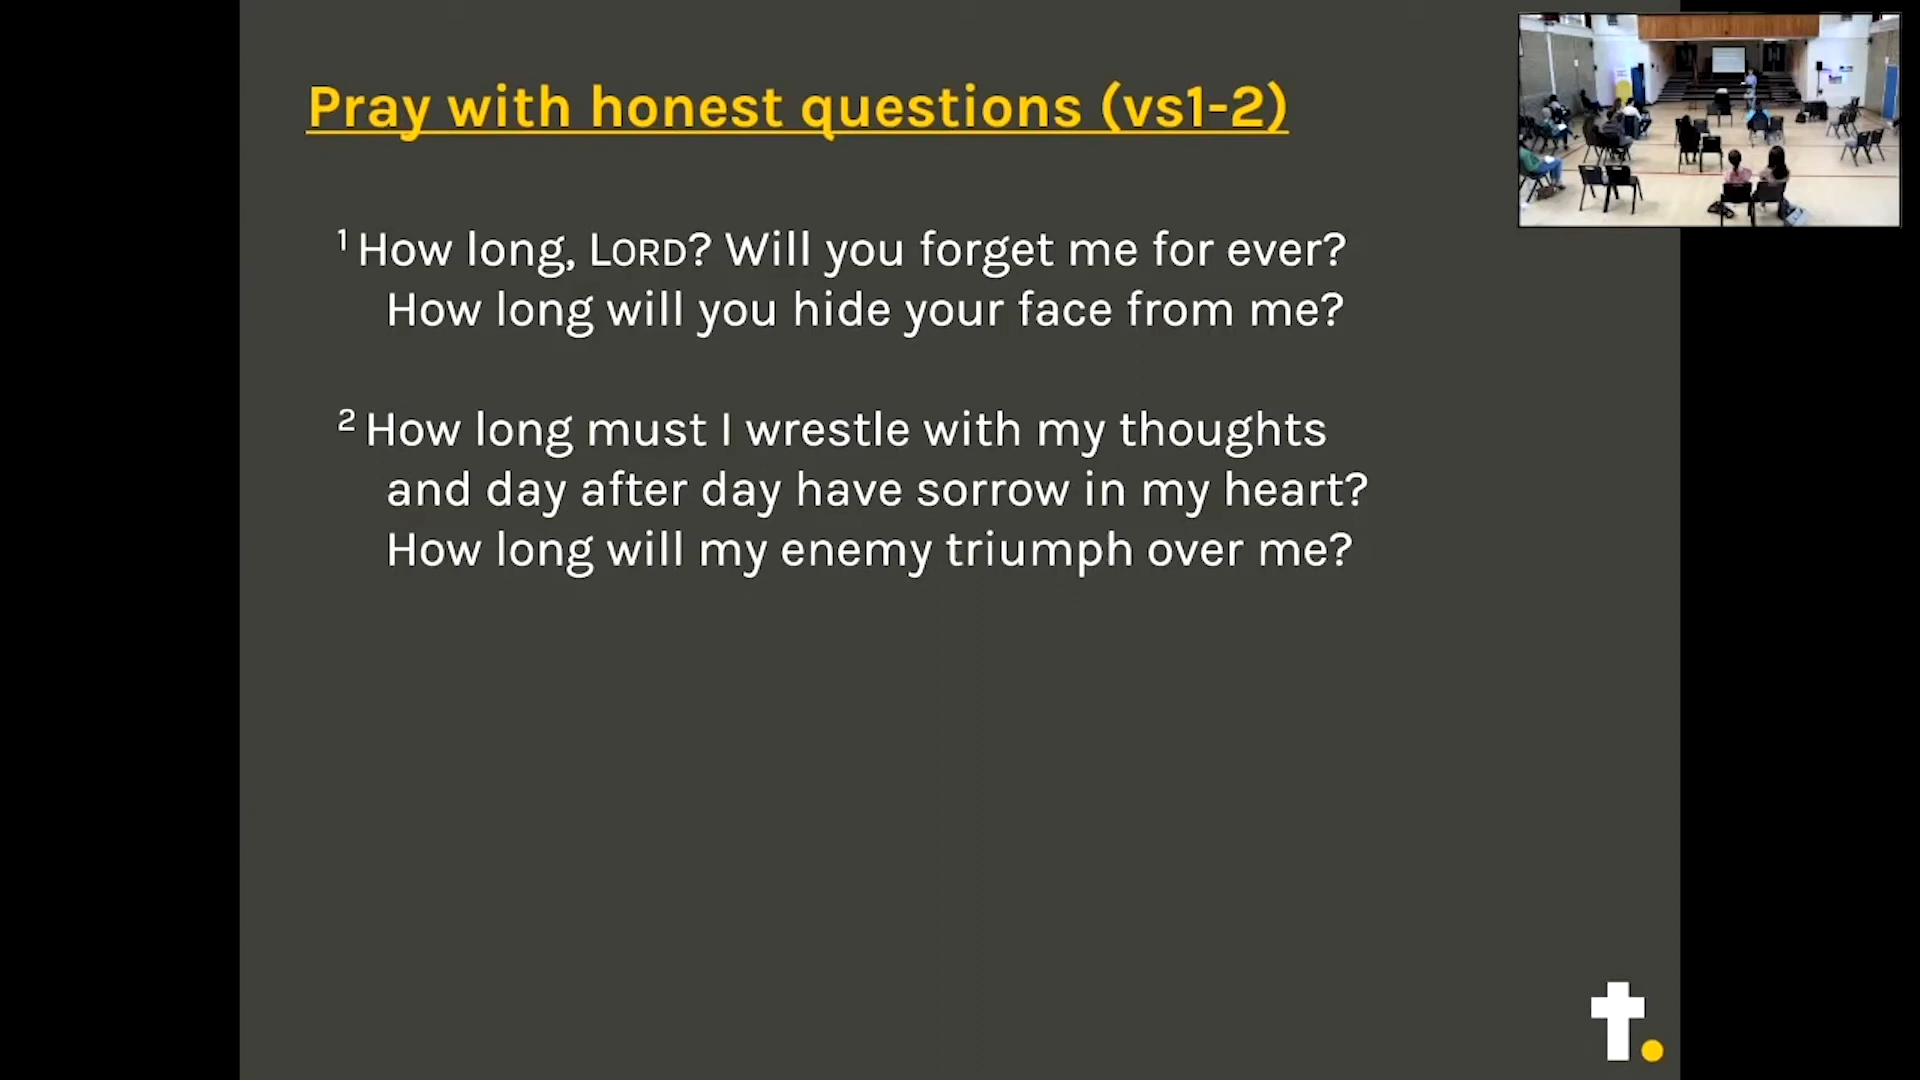 Pray with honest questions (vs1-2)
1 How long, LORD? Will you forget me for ever?
How long will you hide your face from me?
2 How long must I wrestle with my thoughts
and day after day have sorrow in my heart?
How long will my enemy triumph over me?